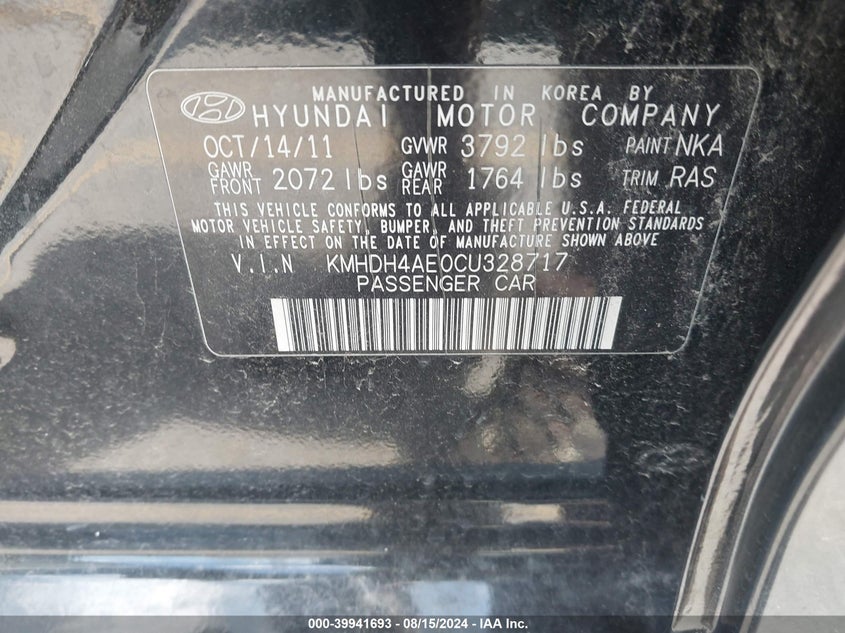 MANUFACTURED IN KOREA BY
HYUNDAI MOTOR COMPANY
OCT/14/11 GVWR 3792 lbs PAINT NKA
GAWR FRONT 2072 lbs GAWR REAR 1764 lbs TRIM RAS
THIS VEHICLE CONFORMS TO ALL APPLICABLE U.S.A. FEDERAL
MOTOR VEHICLE SAFETY, BUMPER, AND THEFT PREVENTION STANDARDS
IN EFFECT ON THE DATE OF MANUFACTURE SHOWN ABOVE
V.I.N KMHDH4AE0CU328717
PASSENGER CAR
000-39941693 - 08/15/2024 - IAA Inc.